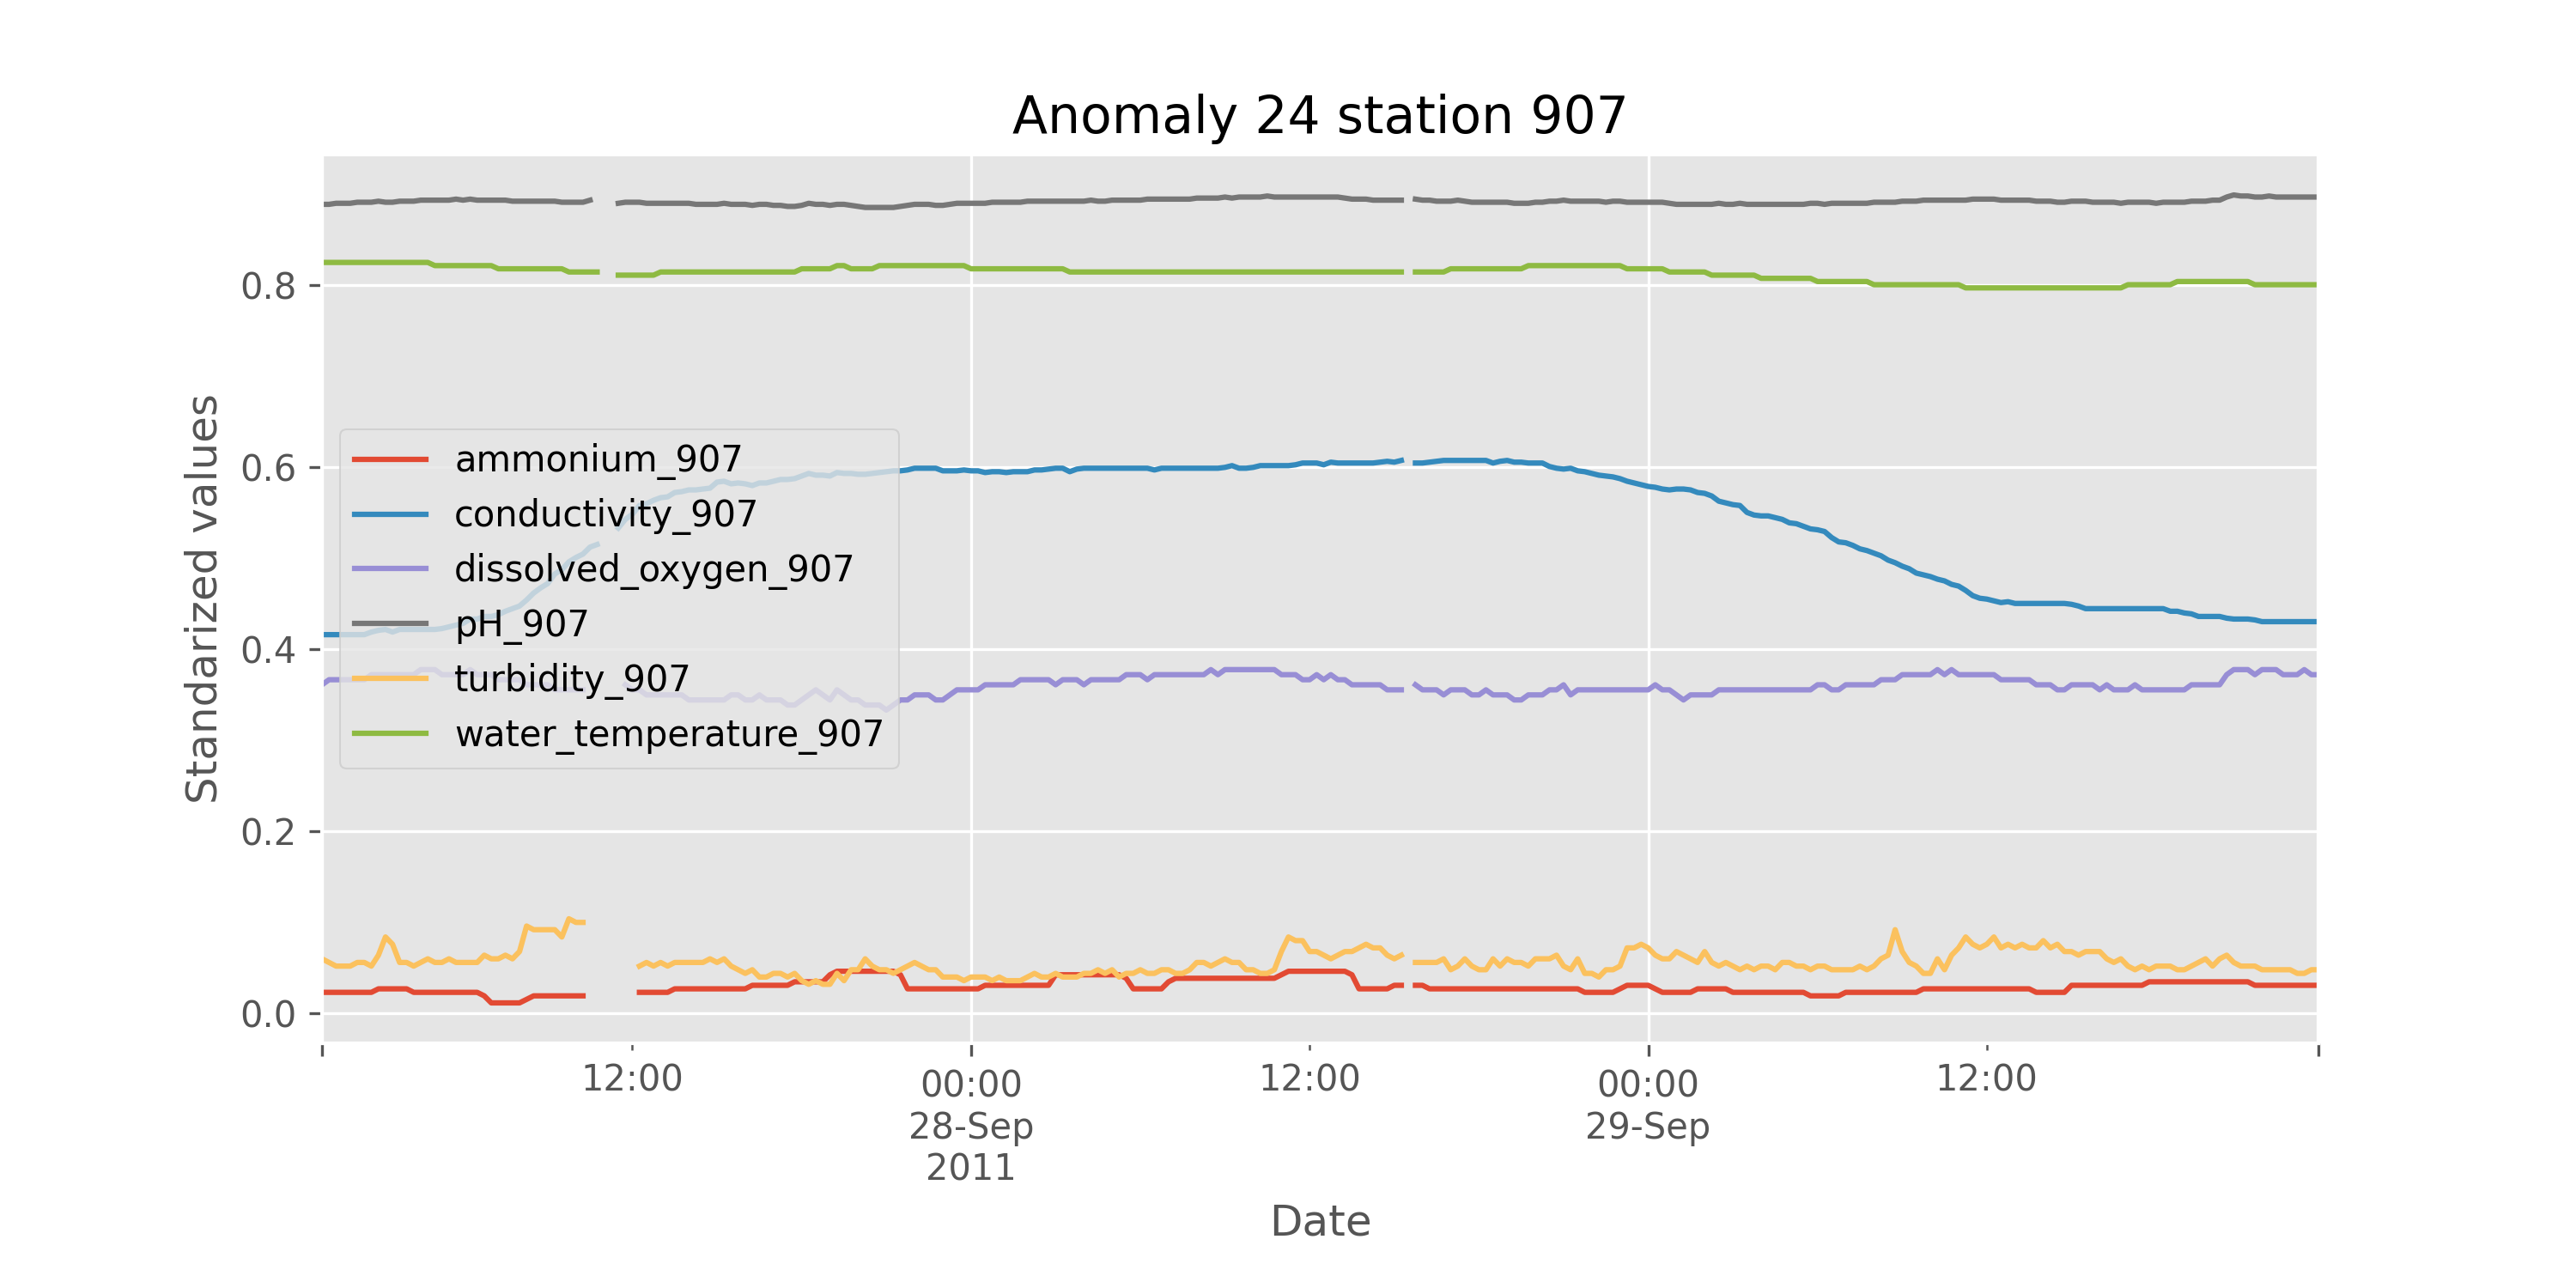 Anomaly 24 station 907
Standarized values
0.8
0.6
0.4
0.2
0.0
ammonium_907
conductivity_907
dissolved_oxygen_907
pH_907
turbidity_907
water_temperature_907
12:00
00:00
28-Sep
2011
12:00
00:00
29-Sep
12:00
Date